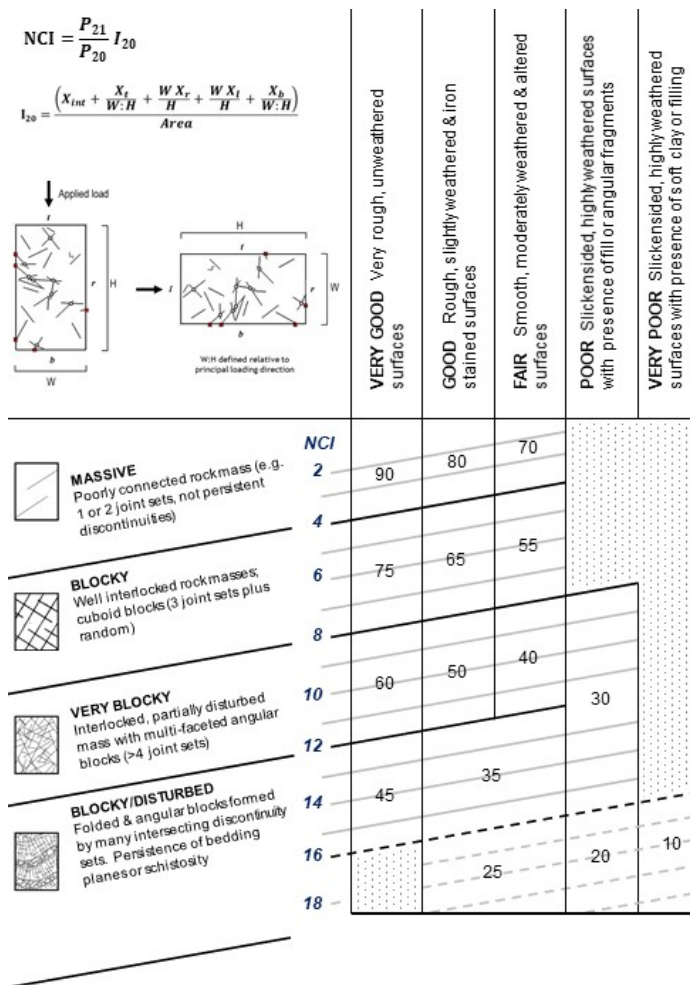 NCI = P21/P20 I20
I20 = (Xint + Xt/W:H + W Xr/H + W Xl/H + Xb/W:H)/Area
Applied load
t
H
t
r
H
l
r
W
b
b
W
W:H defined relative to
principal loading direction
VERY GOOD Very rough, unweathered
surfaces
GOOD Rough, slightly weathered & iron
stained surfaces
FAIR Smooth, moderately weathered & altered
surfaces
POOR Slickensided, highly weathered surfaces
with presence of fill or angular fragments
VERY POOR Slickensided, highly weathered
surfaces with presence of soft clay or filling
NCI
MASSIVE
Poorly connected rock mass (e.g.
1 or 2 joint sets, not persistent
discontinuities)
2
90
80
70
4
BLOCKY
Well interlocked rock masses;
cuboid blocks (3 joint sets plus
random)
6
75
65
55
8
VERY BLOCKY
Interlocked, partially disturbed
mass with multi-faceted angular
blocks (>4 joint sets)
10
60
50
40
30
12
BLOCKY/DISTURBED
Folded & angular blocks formed
by many intersecting discontinuity
sets. Persistence of bedding
planes or schistosity
14
45
35
16
25
20
10
18